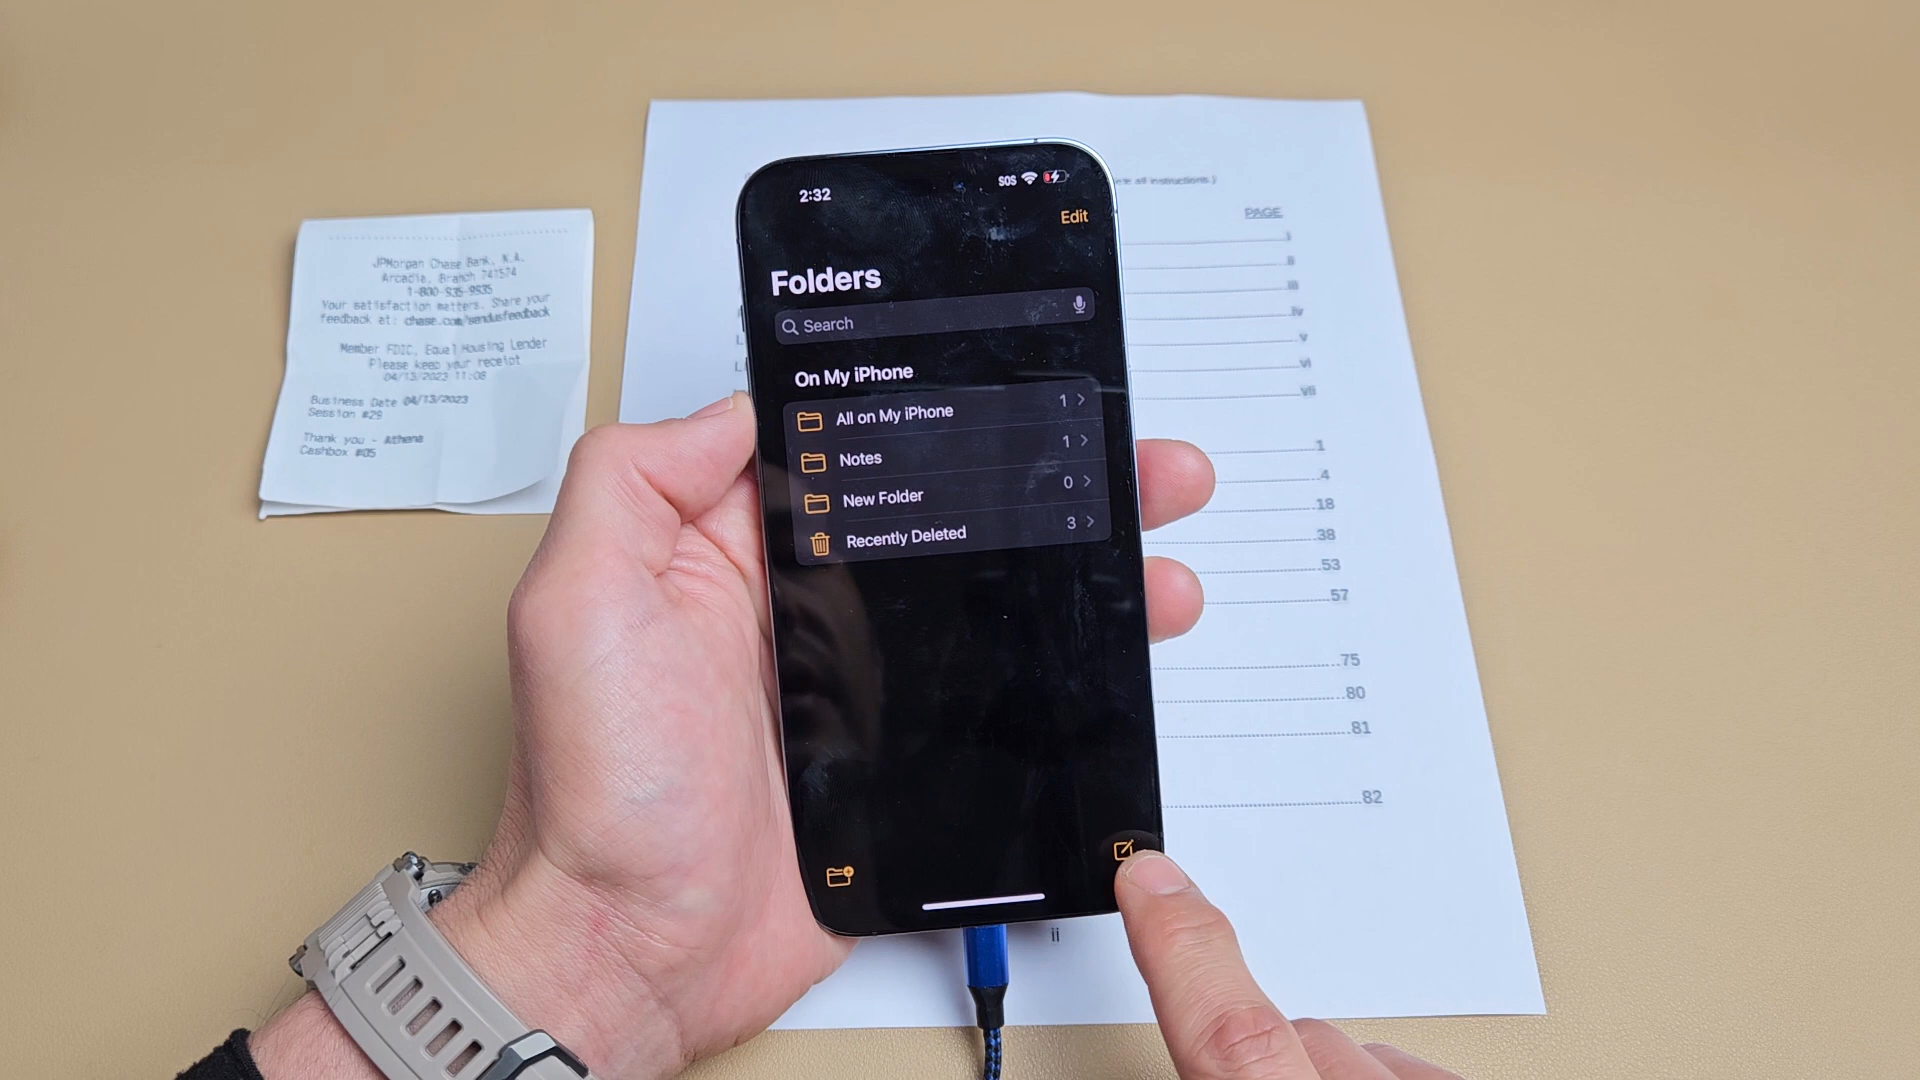 JPMorgan Chase Bank, N.A.
Arcadia, Branch 741574
1-800-935-9935
Your satisfaction matters. Share your
feedback at: chase.com/sendusfeedback
Member FDIC, Equal Housing Lender
Please keep your receipt
04/13/2023 11:08
Business Date 04/13/2023
Session #29
Thank you - Athena
Cashbox #05
2:32
SOS
Edit
Folders
Search
On My iPhone
All on My iPhone 1
Notes 1
New Folder 0
Recently Deleted 3
all instructions.)
PAGE
i
ii
iii
iv
v
vi
vii
1
4
18
38
53
57
75
80
81
82
ii